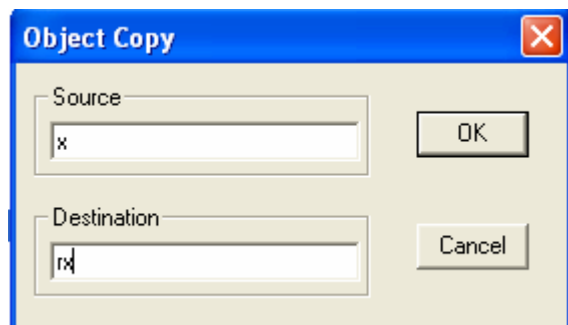 Object Copy
Source
x
OK
Destination
rx
Cancel